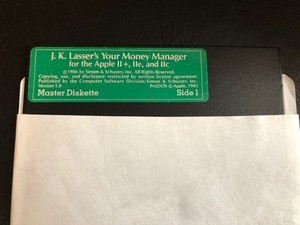 J. K. Lasser's Your Money Manager
for the Apple II+, IIe, and IIc
©1986 by Simon & Schuster, Inc. All Rights Reserved.
Copying, use, and disclosure restricted by written license agreement.
Published by the Computer Software Division/Simon & Schuster, Inc.
Version 1.0 ProDOS © Apple, 1983
Master Diskette Side 1